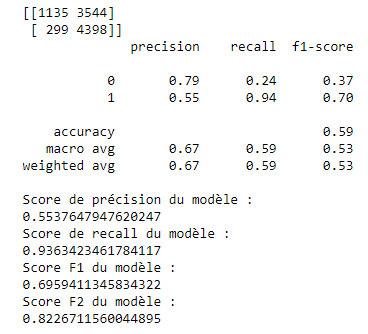 [[1135 3544]
[ 299 4398]]
precision recall f1-score
0 0.79 0.24 0.37
1 0.55 0.94 0.70
accuracy 0.59
macro avg 0.67 0.59 0.53
weighted avg 0.67 0.59 0.53
Score de précision du modèle :
0.5537647947620247
Score de recall du modèle :
0.9363423461784117
Score F1 du modèle :
0.6959411345834322
Score F2 du modèle :
0.8226711560044895